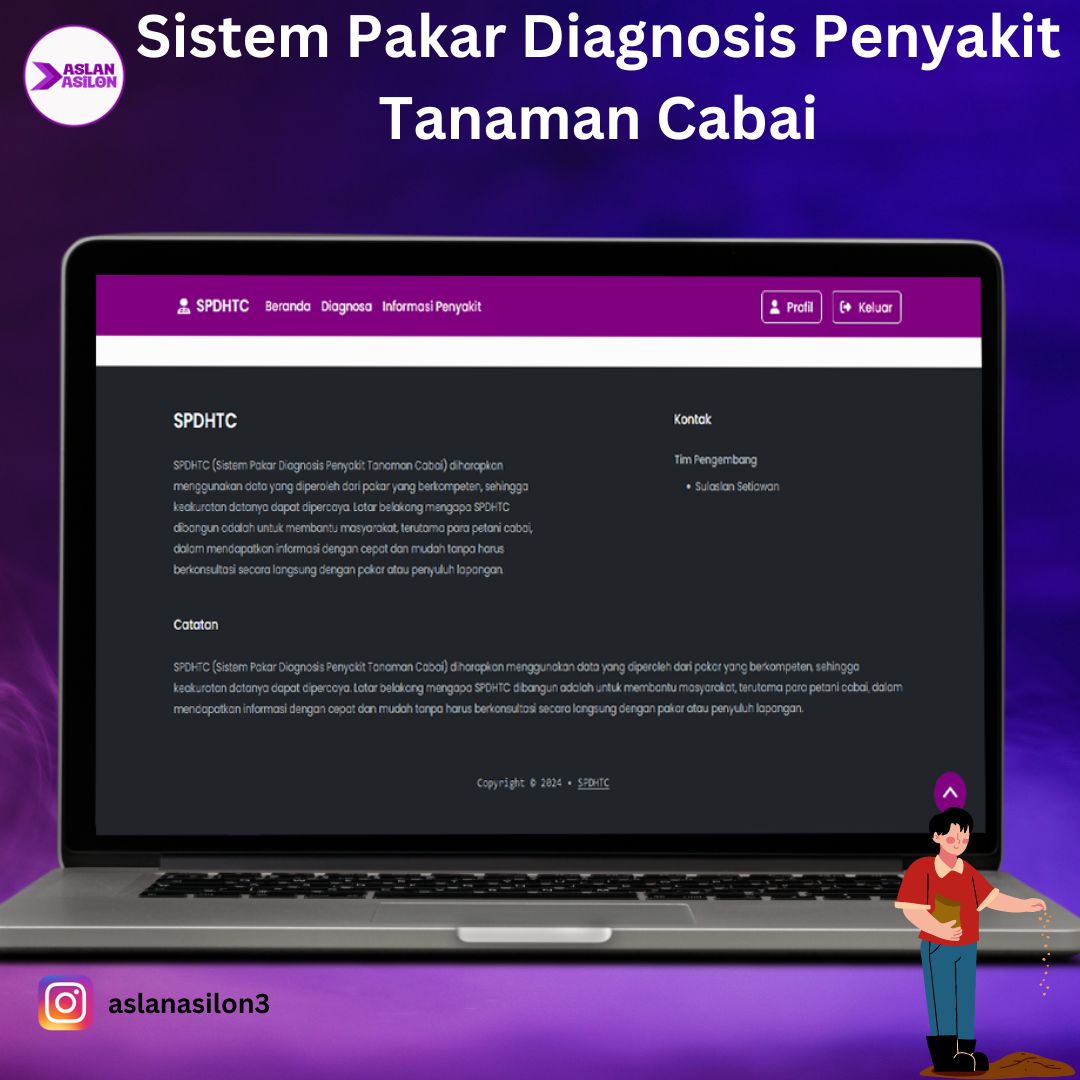 Sistem Pakar Diagnosis Penyakit
Tanaman Cabai
ASLAN
ASILON
SPDHTC Beranda Diagnosa Informasi Penyakit Profil Keluar
SPDHTC
SPDHTC (Sistem Pakar Diagnosis Penyakit Tanaman Cabai) diharapkan
menggunakan data yang diperoleh dari pakar yang berkompeten, sehingga
keakuratan datanya dapat dipercaya. Latar belakang mengapa SPDHTC
dibangun adalah untuk membantu masyarakat, terutama para petani cabai,
dalam mendapatkan informasi dengan cepat dan mudah tanpa harus
berkonsultasi secara langsung dengan pakar atau penyuluh lapangan.
Kontak
Tim Pengembang
• Sulaslan Setiawan
Catatan
SPDHTC (Sistem Pakar Diagnosis Penyakit Tanaman Cabai) diharapkan menggunakan data yang diperoleh dari pakar yang berkompeten, sehingga
keakuratan datanya dapat dipercaya. Latar belakang mengapa SPDHTC dibangun adalah untuk membantu masyarakat, terutama para petani cabai, dalam
mendapatkan informasi dengan cepat dan mudah tanpa harus berkonsultasi secara langsung dengan pakar atau penyuluh lapangan.
Copyright © 2024 • SPDHTC
aslanasilon3